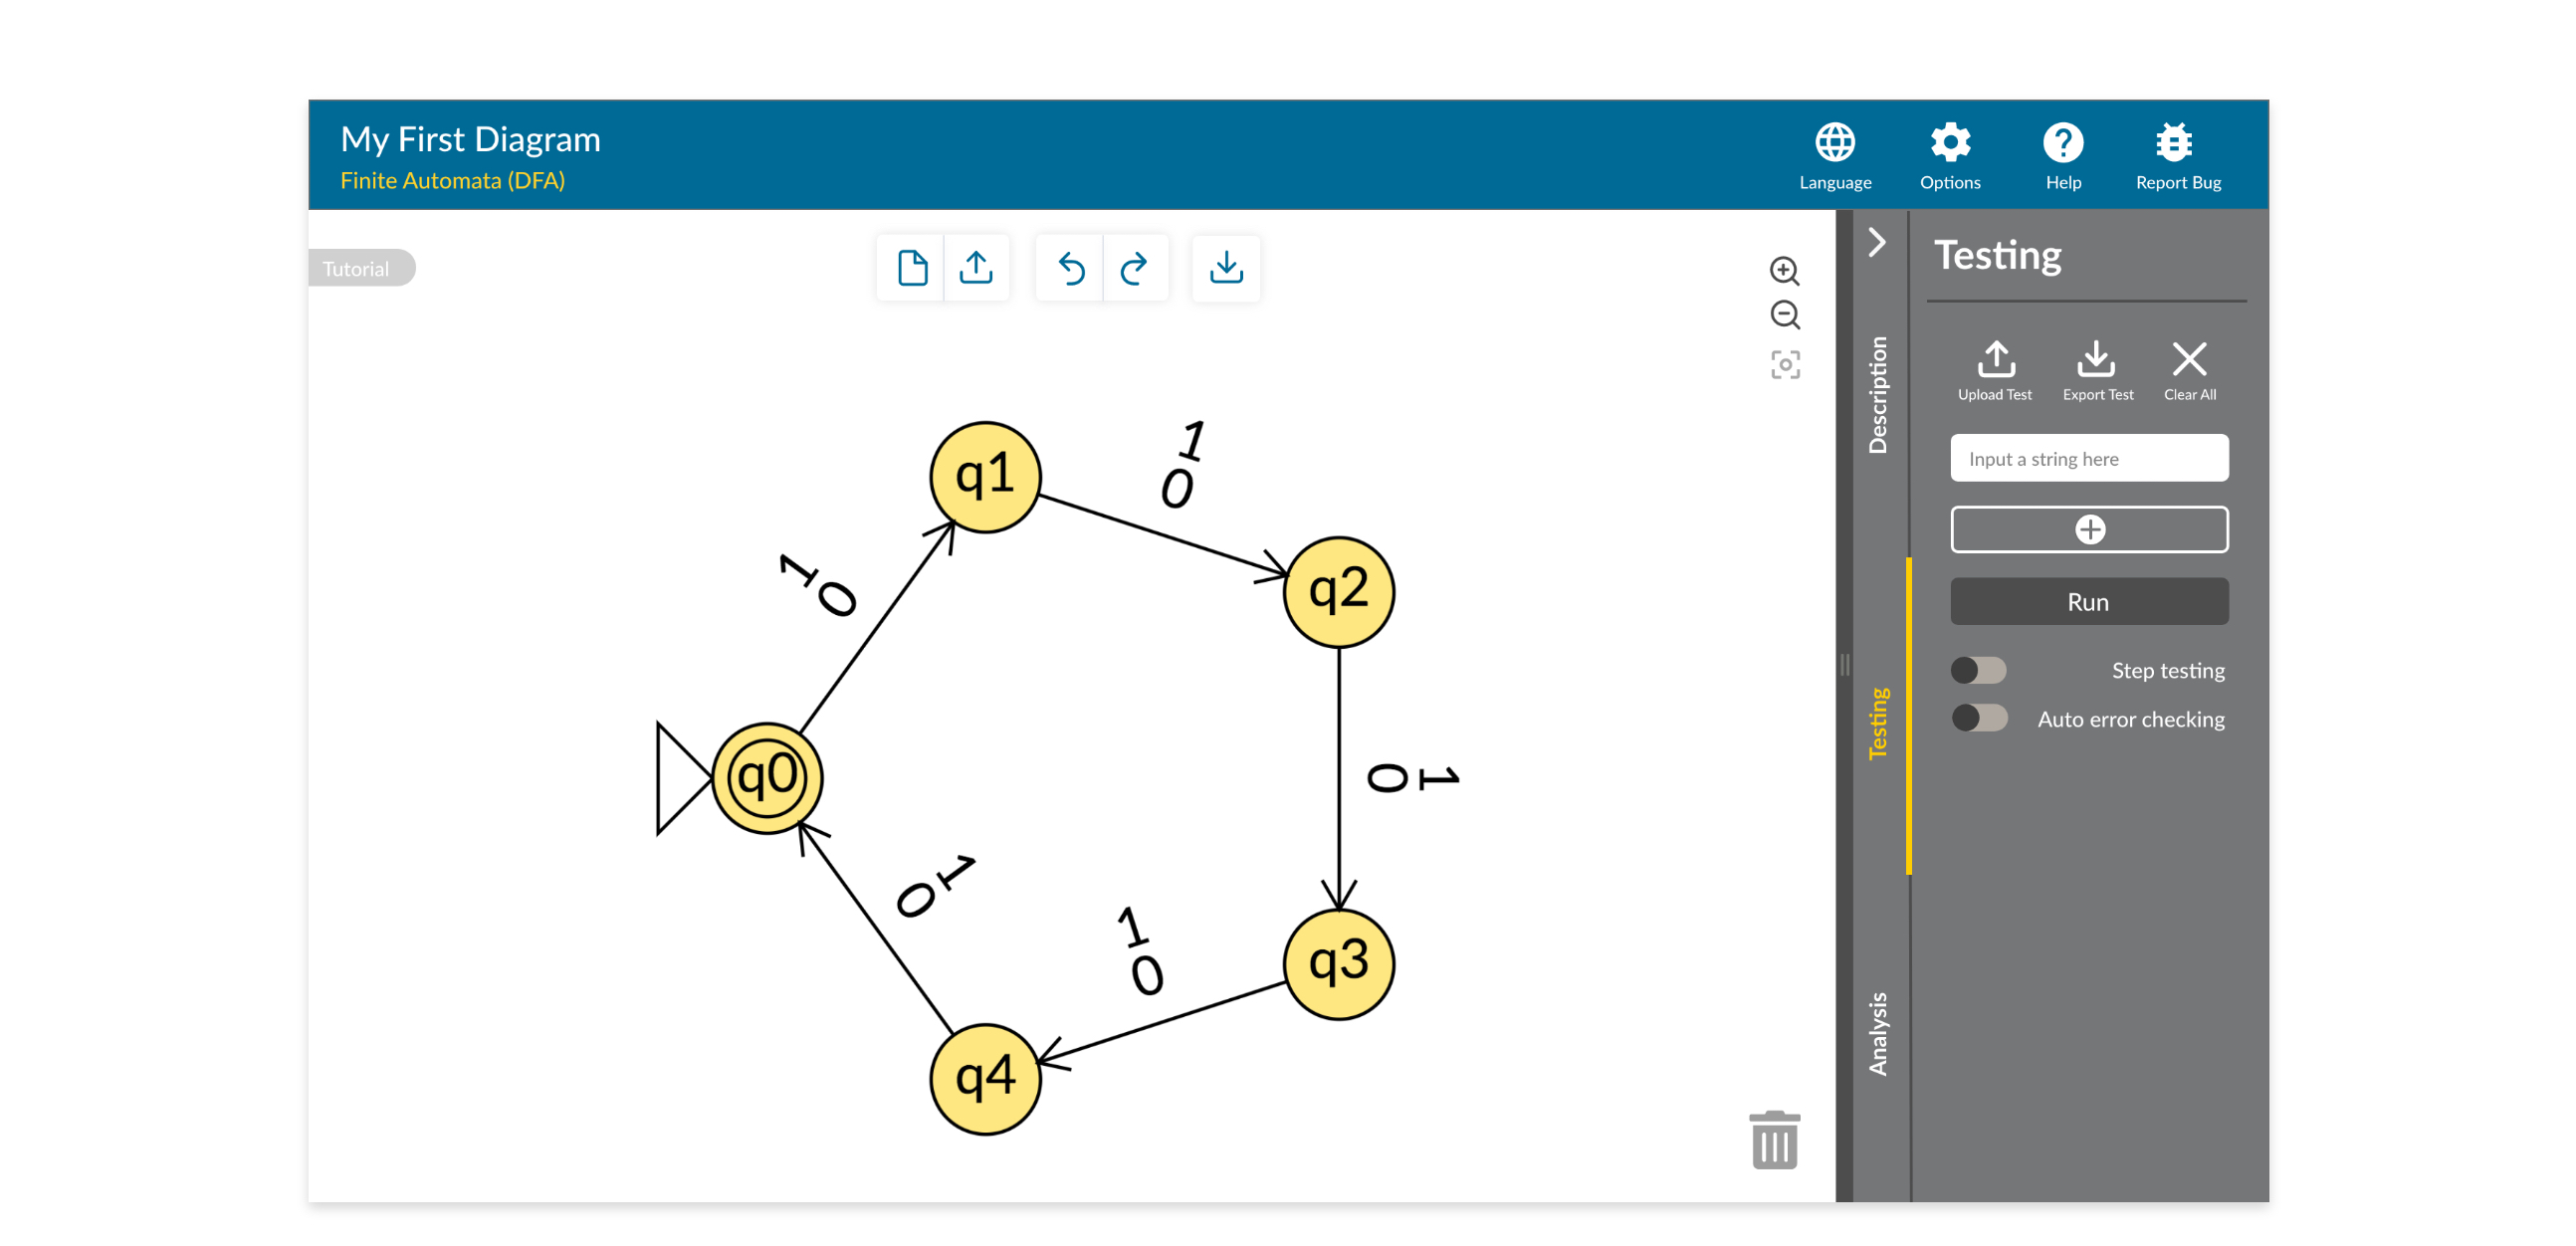 My First Diagram
Finite Automata (DFA)
Language
Options
Help
Report Bug
Tutorial
q1
1
0
q2
1
0
q0
1
0
q3
1
0
1
0
q4
Description
Testing
Analysis
Testing
Upload Test
Export Test
Clear All
Input a string here
Run
Step testing
Auto error checking